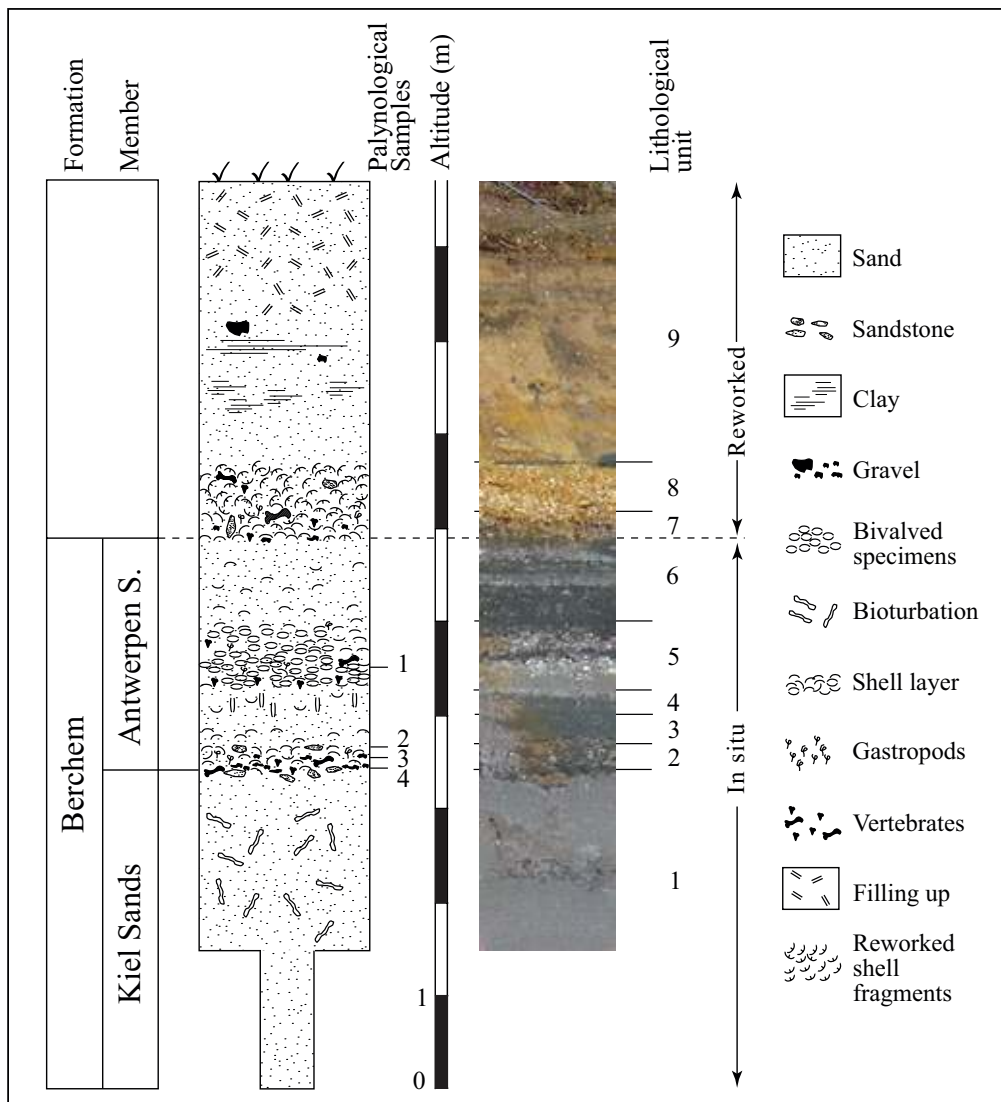 Formation
Member
Palynological
Samples
Altitude (m)
Lithological
unit
Berchem
Antwerpen S.
Kiel Sands
1
2
3
4
1
0
9
8
7
6
5
4
3
2
1
Reworked
In situ
Sand
Sandstone
Clay
Gravel
Bivalved
specimens
Bioturbation
Shell layer
Gastropods
Vertebrates
Filling up
Reworked
shell
fragments